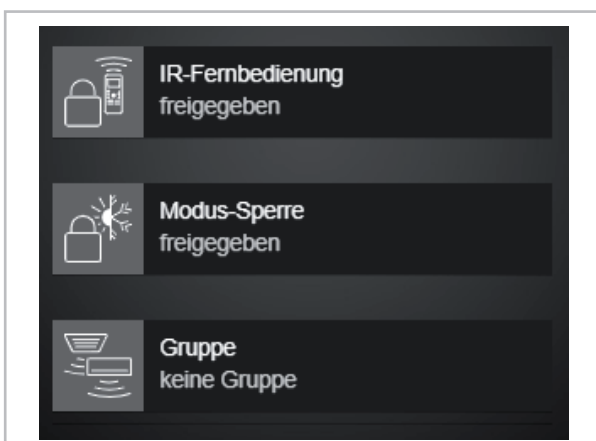 IR-Fernbedienung
freigegeben
Modus-Sperre
freigegeben
Gruppe
keine Gruppe